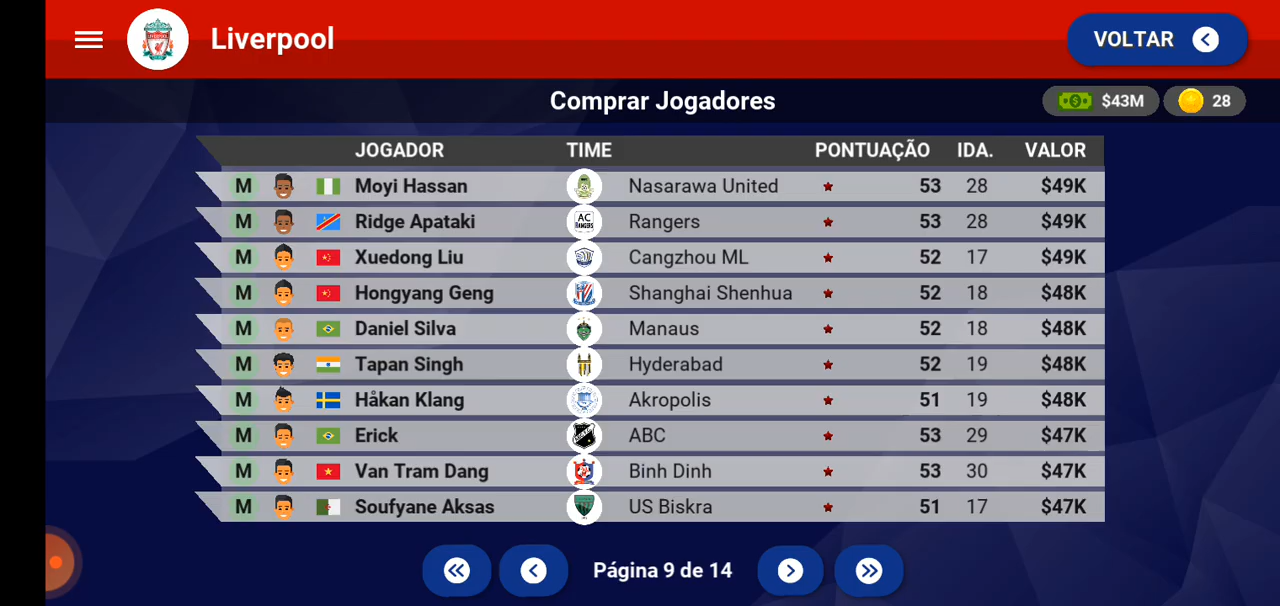 Liverpool
VOLTAR
Comprar Jogadores
$43M
28
JOGADOR TIME PONTUAÇÃO IDA. VALOR
M Moyi Hassan Nasarawa United 53 28 $49K
M Ridge Apataki AC RANGERS Rangers 53 28 $49K
M Xuedong Liu Cangzhou ML 52 17 $49K
M Hongyang Geng Shanghai Shenhua 52 18 $48K
M Daniel Silva Manaus 52 18 $48K
M Tapan Singh Hyderabad 52 19 $48K
M Håkan Klang Akropolis 51 19 $48K
M Erick ABC 53 29 $47K
M Van Tram Dang Binh Dinh 53 30 $47K
M Soufyane Aksas US Biskra 51 17 $47K
Página 9 de 14